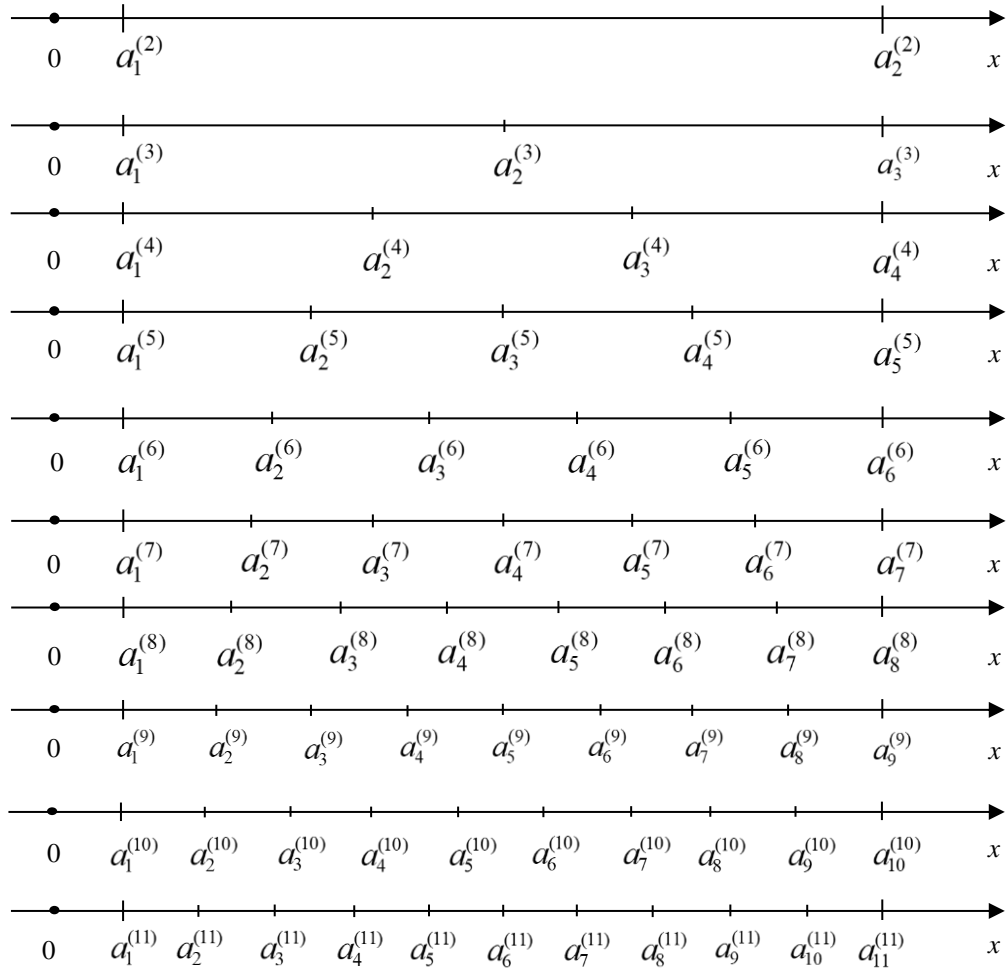 0 a_1^{(2)} a_2^{(2)} x
0 a_1^{(3)} a_2^{(3)} a_3^{(3)} x
0 a_1^{(4)} a_2^{(4)} a_3^{(4)} a_4^{(4)} x
0 a_1^{(5)} a_2^{(5)} a_3^{(5)} a_4^{(5)} a_5^{(5)} x
0 a_1^{(6)} a_2^{(6)} a_3^{(6)} a_4^{(6)} a_5^{(6)} a_6^{(6)} x
0 a_1^{(7)} a_2^{(7)} a_3^{(7)} a_4^{(7)} a_5^{(7)} a_6^{(7)} a_7^{(7)} x
0 a_1^{(8)} a_2^{(8)} a_3^{(8)} a_4^{(8)} a_5^{(8)} a_6^{(8)} a_7^{(8)} a_8^{(8)} x
0 a_1^{(9)} a_2^{(9)} a_3^{(9)} a_4^{(9)} a_5^{(9)} a_6^{(9)} a_7^{(9)} a_8^{(9)} a_9^{(9)} x
0 a_1^{(10)} a_2^{(10)} a_3^{(10)} a_4^{(10)} a_5^{(10)} a_6^{(10)} a_7^{(10)} a_8^{(10)} a_9^{(10)} a_{10}^{(10)} x
0 a_1^{(11)} a_2^{(11)} a_3^{(11)} a_4^{(11)} a_5^{(11)} a_6^{(11)} a_7^{(11)} a_8^{(11)} a_9^{(11)} a_{10}^{(11)} a_{11}^{(11)} x